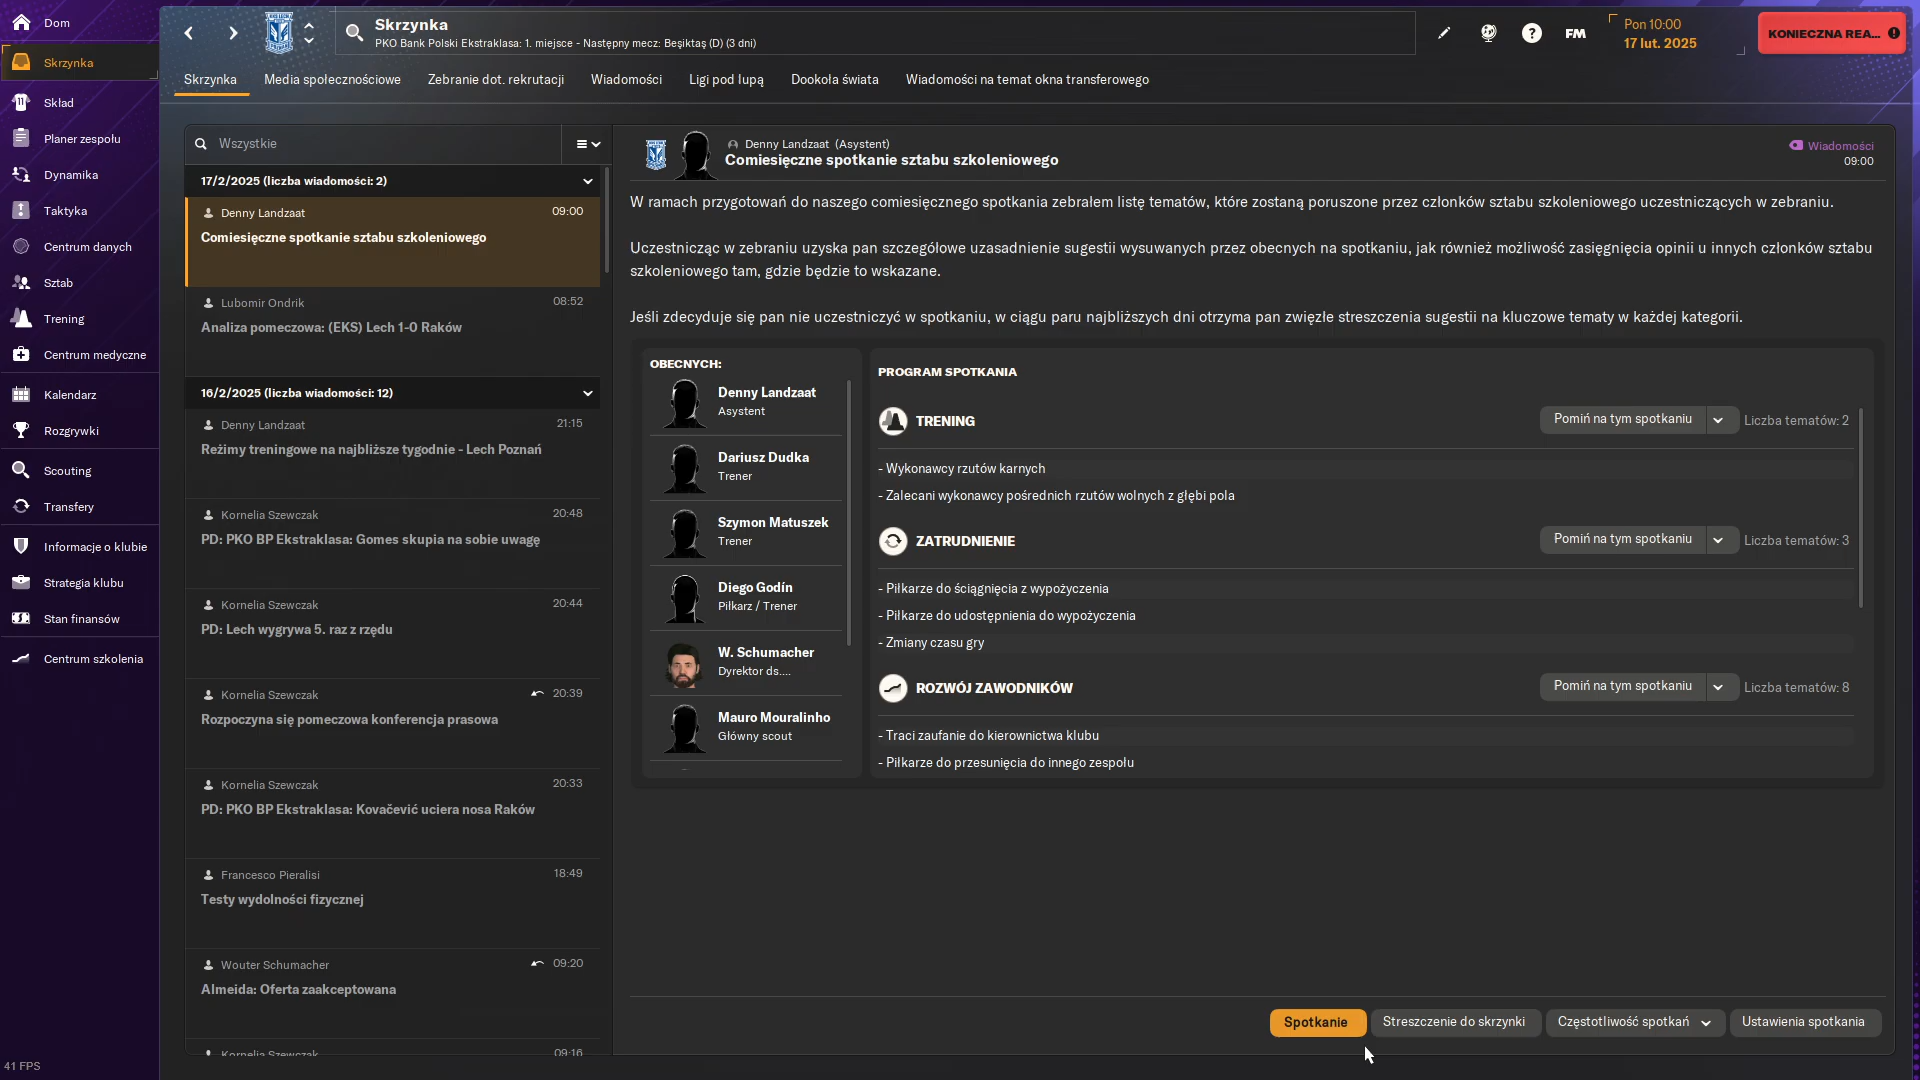 Dom
Skrzynka
Skład
Planer zespołu
Dynamika
Taktyka
Centrum danych
Sztab
Trening
Centrum medyczne
Kalendarz
Rozgrywki
Scouting
Transfery
Informacje o klubie
Strategia klubu
Stan finansów
Centrum szkolenia
41 FPS
Skrzynka
PKO Bank Polski Ekstraklasa: 1. miejsce - Następny mecz: Beşiktaş (D) (3 dni)
FM
Pon 10:00
17 lut. 2025
KONIECZNA REA...
Skrzynka Media społecznościowe Zebranie dot. rekrutacji Wiadomości Ligi pod lupą Dookoła świata Wiadomości na temat okna transferowego
Wszystkie
17/2/2025 (liczba wiadomości: 2)
Denny Landzaat 09:00
Comiesięczne spotkanie sztabu szkoleniowego
Lubomir Ondrik 08:52
Analiza pomeczowa: (EKS) Lech 1-0 Raków
16/2/2025 (liczba wiadomości: 12)
Denny Landzaat 21:15
Reżimy treningowe na najbliższe tygodnie - Lech Poznań
Kornelia Szewczak 20:48
PD: PKO BP Ekstraklasa: Gomes skupia na sobie uwagę
Kornelia Szewczak 20:44
PD: Lech wygrywa 5. raz z rzędu
Kornelia Szewczak 20:39
Rozpoczyna się pomeczowa konferencja prasowa
Kornelia Szewczak 20:33
PD: PKO BP Ekstraklasa: Kovačević uciera nosa Raków
Francesco Pieralisi 18:49
Testy wydolności fizycznej
Wouter Schumacher 09:20
Almeida: Oferta zaakceptowana
Kornelia Szewczak 09:16
Denny Landzaat (Asystent)
Comiesięczne spotkanie sztabu szkoleniowego
Wiadomości
09:00
W ramach przygotowań do naszego comiesięcznego spotkania zebrałem listę tematów, które zostaną poruszone przez członków sztabu szkoleniowego uczestniczących w zebraniu.
Uczestnicząc w zebraniu uzyska pan szczegółowe uzasadnienie sugestii wysuwanych przez obecnych na spotkaniu, jak również możliwość zasięgnięcia opinii u innych członków sztabu
szkoleniowego tam, gdzie będzie to wskazane.
Jeśli zdecyduje się pan nie uczestniczyć w spotkaniu, w ciągu paru najbliższych dni otrzyma pan zwięzłe streszczenia sugestii na kluczowe tematy w każdej kategorii.
OBECNYCH:
Denny Landzaat
Asystent
Dariusz Dudka
Trener
Szymon Matuszek
Trener
Diego Godín
Piłkarz / Trener
W. Schumacher
Dyrektor ds....
Mauro Mouralinho
Główny scout
PROGRAM SPOTKANIA
TRENING Pomiń na tym spotkaniu Liczba tematów: 2
- Wykonawcy rzutów karnych
- Zalecani wykonawcy pośrednich rzutów wolnych z głębi pola
ZATRUDNIENIE Pomiń na tym spotkaniu Liczba tematów: 3
- Piłkarze do ściągnięcia z wypożyczenia
- Piłkarze do udostępnienia do wypożyczenia
- Zmiany czasu gry
ROZWÓJ ZAWODNIKÓW Pomiń na tym spotkaniu Liczba tematów: 8
- Traci zaufanie do kierownictwa klubu
- Piłkarze do przesunięcia do innego zespołu
Spotkanie Streszczenie do skrzynki Częstotliwość spotkań Ustawienia spotkania